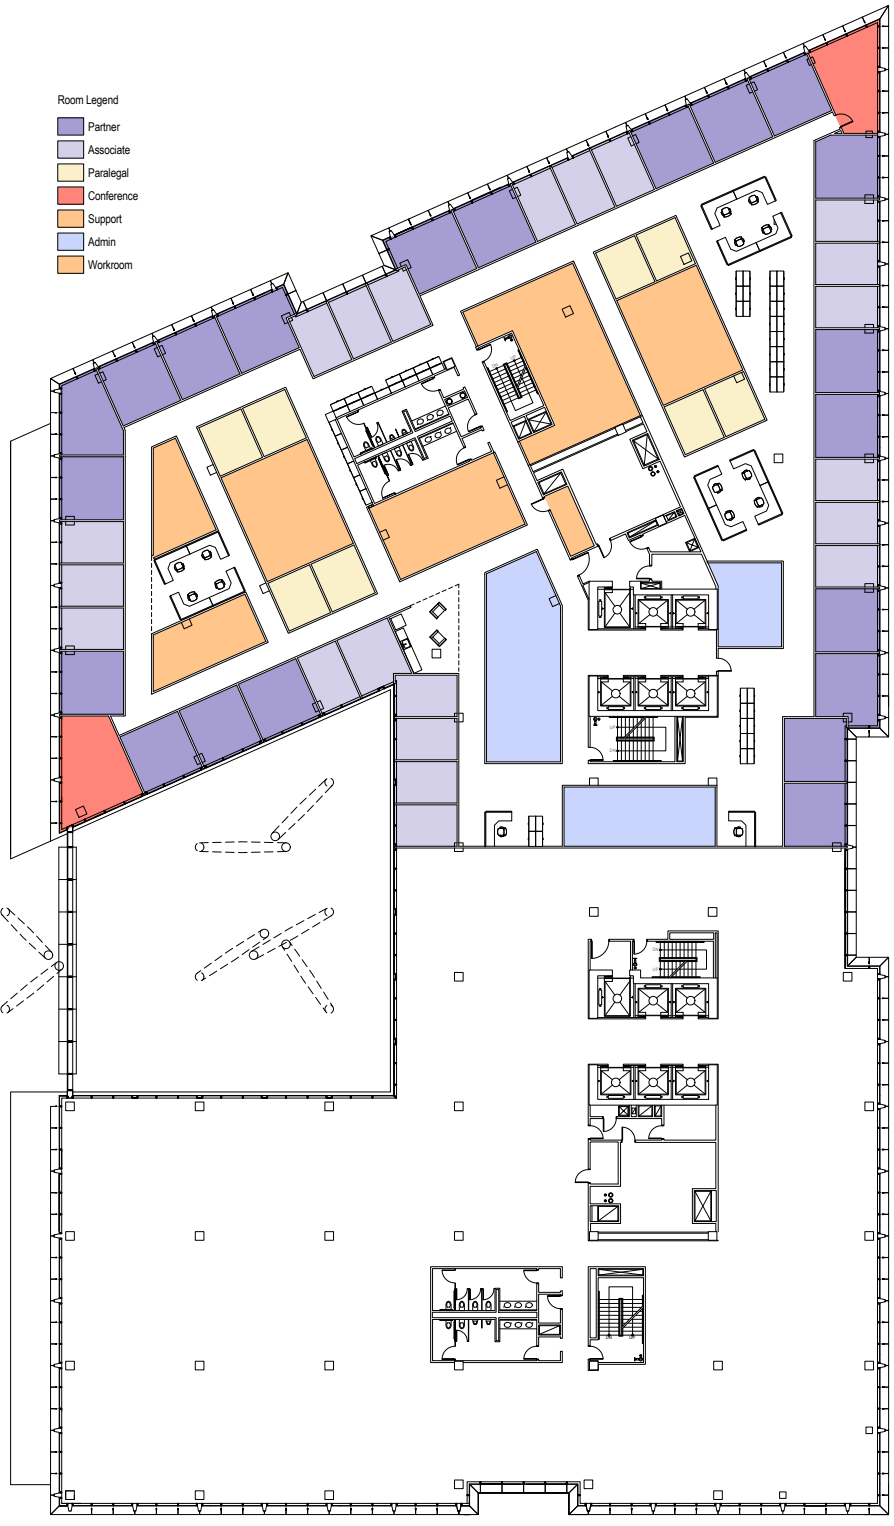 Room Legend
Partner
Associate
Paralegal
Conference
Support
Admin
Workroom